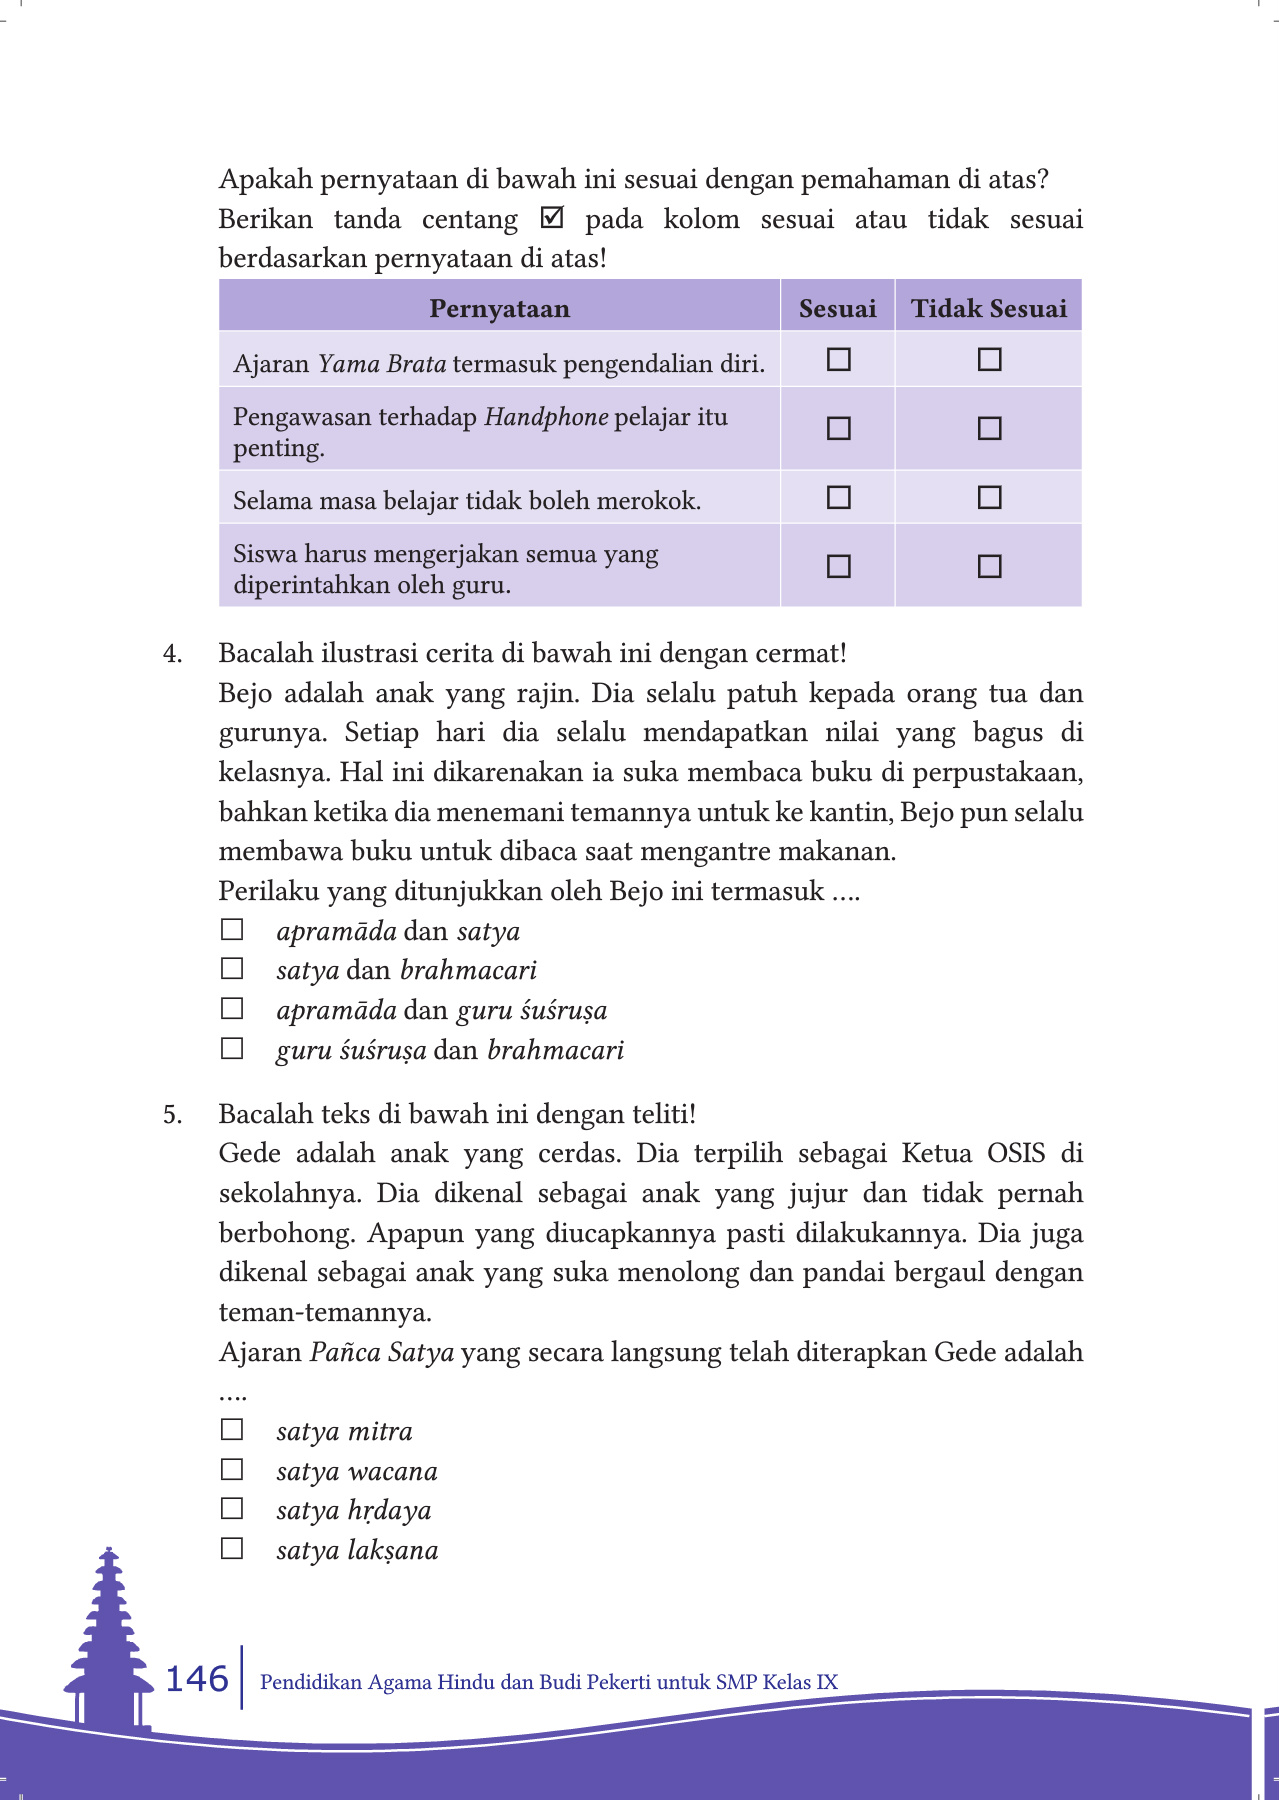 Apakah pernyataan di bawah ini sesuai dengan pemahaman di atas?
Berikan tanda centang ☑ pada kolom sesuai atau tidak sesuai
berdasarkan pernyataan di atas!
Pernyataan Sesuai Tidak Sesuai
Ajaran Yama Brata termasuk pengendalian diri. ☐ ☐
Pengawasan terhadap Handphone pelajar itu
penting. ☐ ☐
Selama masa belajar tidak boleh merokok. ☐ ☐
Siswa harus mengerjakan semua yang
diperintahkan oleh guru. ☐ ☐
4. Bacalah ilustrasi cerita di bawah ini dengan cermat!
Bejo adalah anak yang rajin. Dia selalu patuh kepada orang tua dan
gurunya. Setiap hari dia selalu mendapatkan nilai yang bagus di
kelasnya. Hal ini dikarenakan ia suka membaca buku di perpustakaan,
bahkan ketika dia menemani temannya untuk ke kantin, Bejo pun selalu
membawa buku untuk dibaca saat mengantre makanan.
Perilaku yang ditunjukkan oleh Bejo ini termasuk ....
☐ apramāda dan satya
☐ satya dan brahmacari
☐ apramāda dan guru śuśruṣa
☐ guru śuśruṣa dan brahmacari
5. Bacalah teks di bawah ini dengan teliti!
Gede adalah anak yang cerdas. Dia terpilih sebagai Ketua OSIS di
sekolahnya. Dia dikenal sebagai anak yang jujur dan tidak pernah
berbohong. Apapun yang diucapkannya pasti dilakukannya. Dia juga
dikenal sebagai anak yang suka menolong dan pandai bergaul dengan
teman-temannya.
Ajaran Pañca Satya yang secara langsung telah diterapkan Gede adalah
....
☐ satya mitra
☐ satya wacana
☐ satya hṛdaya
☐ satya lakṣana
146 Pendidikan Agama Hindu dan Budi Pekerti untuk SMP Kelas IX